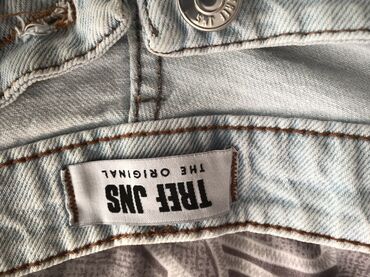 TREF JNS
THE ORIGINAL